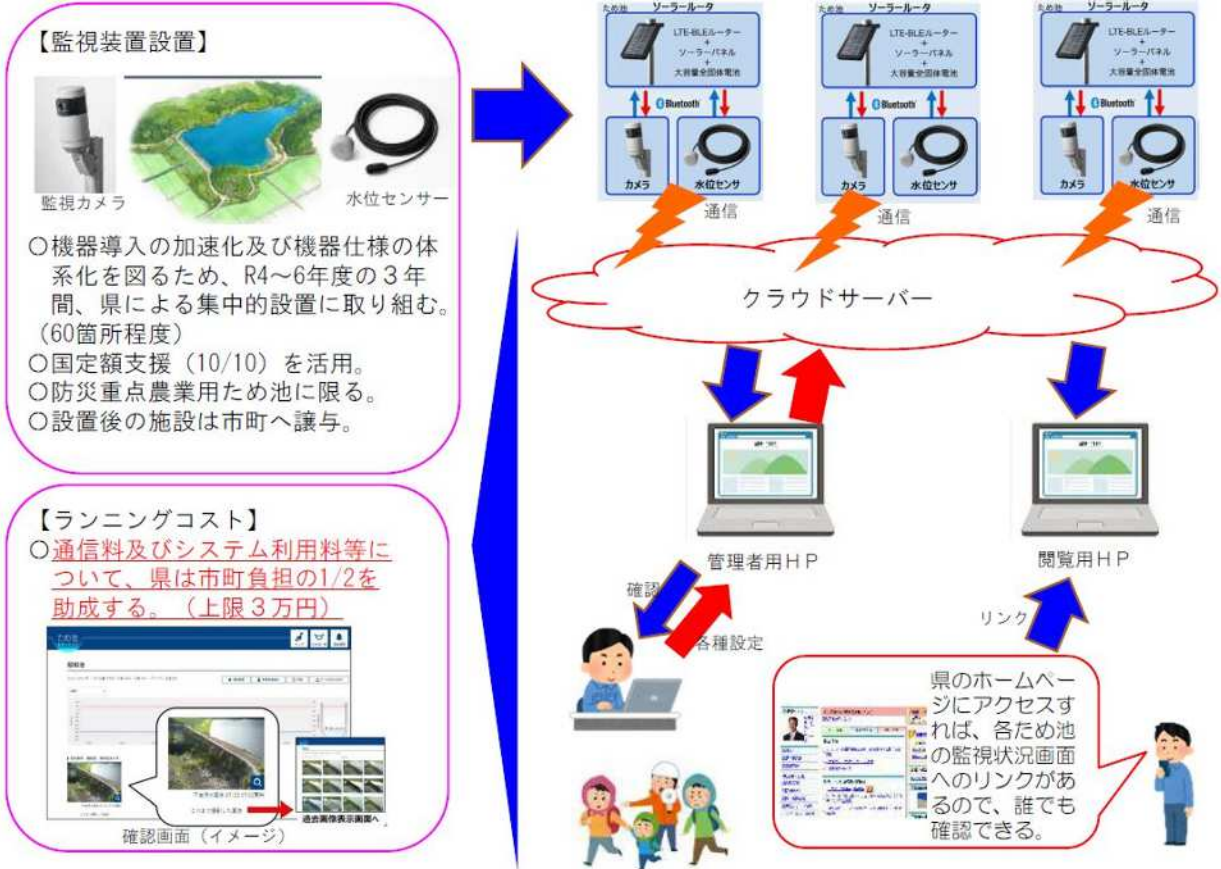 【監視装置設置】
監視カメラ
水位センサー
○機器導入の加速化及び機器仕様の体
系化を図るため、R4～6年度の３年
間、県による集中的設置に取り組む。
（60箇所程度）
○国定額支援（10/10）を活用。
○防災重点農業用ため池に限る。
○設置後の施設は市町へ譲与。
【ランニングコスト】
○通信料及びシステム利用料等に
ついて、県は市町負担の1/2を
助成する。（上限３万円）
ため池
過去画像表示画面へ
確認画面（イメージ）
ため池 ソーラールータ
LTE-BLEルーター
+
ソーラーパネル
+
大容量全固体電池
Bluetooth
カメラ
水位センサ
通信
ため池 ソーラールータ
LTE-BLEルーター
+
ソーラーパネル
+
大容量全固体電池
Bluetooth
カメラ
水位センサ
通信
ため池 ソーラールータ
LTE-BLEルーター
+
ソーラーパネル
+
大容量全固体電池
Bluetooth
カメラ
水位センサ
通信
クラウドサーバー
管理者用ＨＰ
閲覧用ＨＰ
確認
各種設定
リンク
県のホームペー
ジにアクセスす
れば、各ため池
の監視状況画面
へのリンクがあ
るので、誰でも
確認できる。